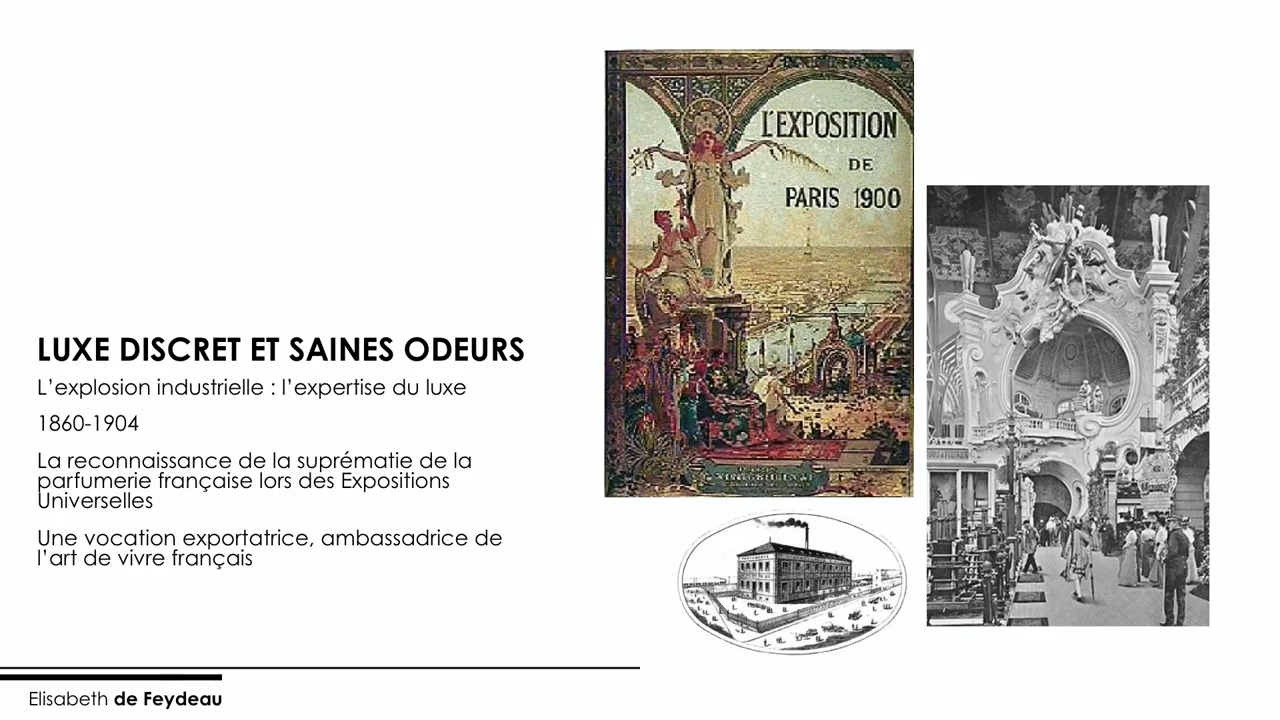 LUXE DISCRET ET SAINES ODEURS
L'explosion industrielle : l'expertise du luxe
1860-1904
La reconnaissance de la suprématie de la
parfumerie française lors des Expositions
Universelles
Une vocation exportatrice, ambassadrice de
l'art de vivre français
Elisabeth de Feydeau
L'EXPOSITION
DE
PARIS 1900
PARFUMERIE